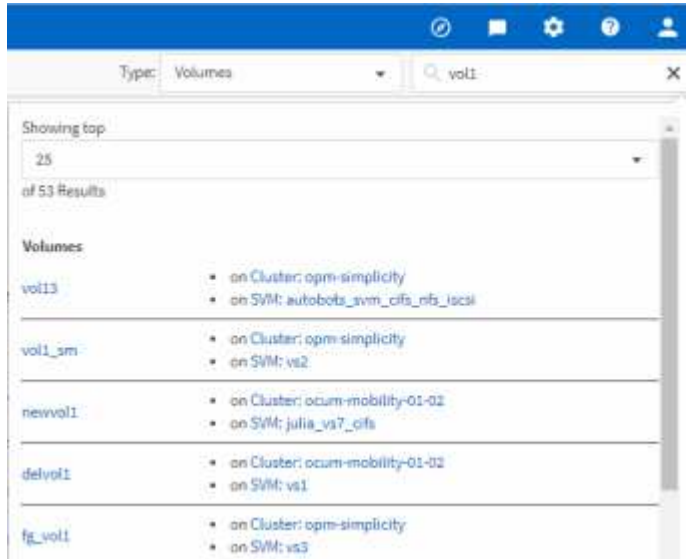 Type: Volumes vol1
Showing top
25
of 53 Results
Volumes
vol13
on Cluster: opm-simplicity
on SVM: autobots_svm_cifs_nfs_iscsi
vol1_sm
on Cluster: opm-simplicity
on SVM: vs2
newvol1
on Cluster: ocum-mobility-01-02
on SVM: julia_vs7_cifs
delvol1
on Cluster: ocum-mobility-01-02
on SVM: vs1
fg_vol1
on Cluster: opm-simplicity
on SVM: vs3